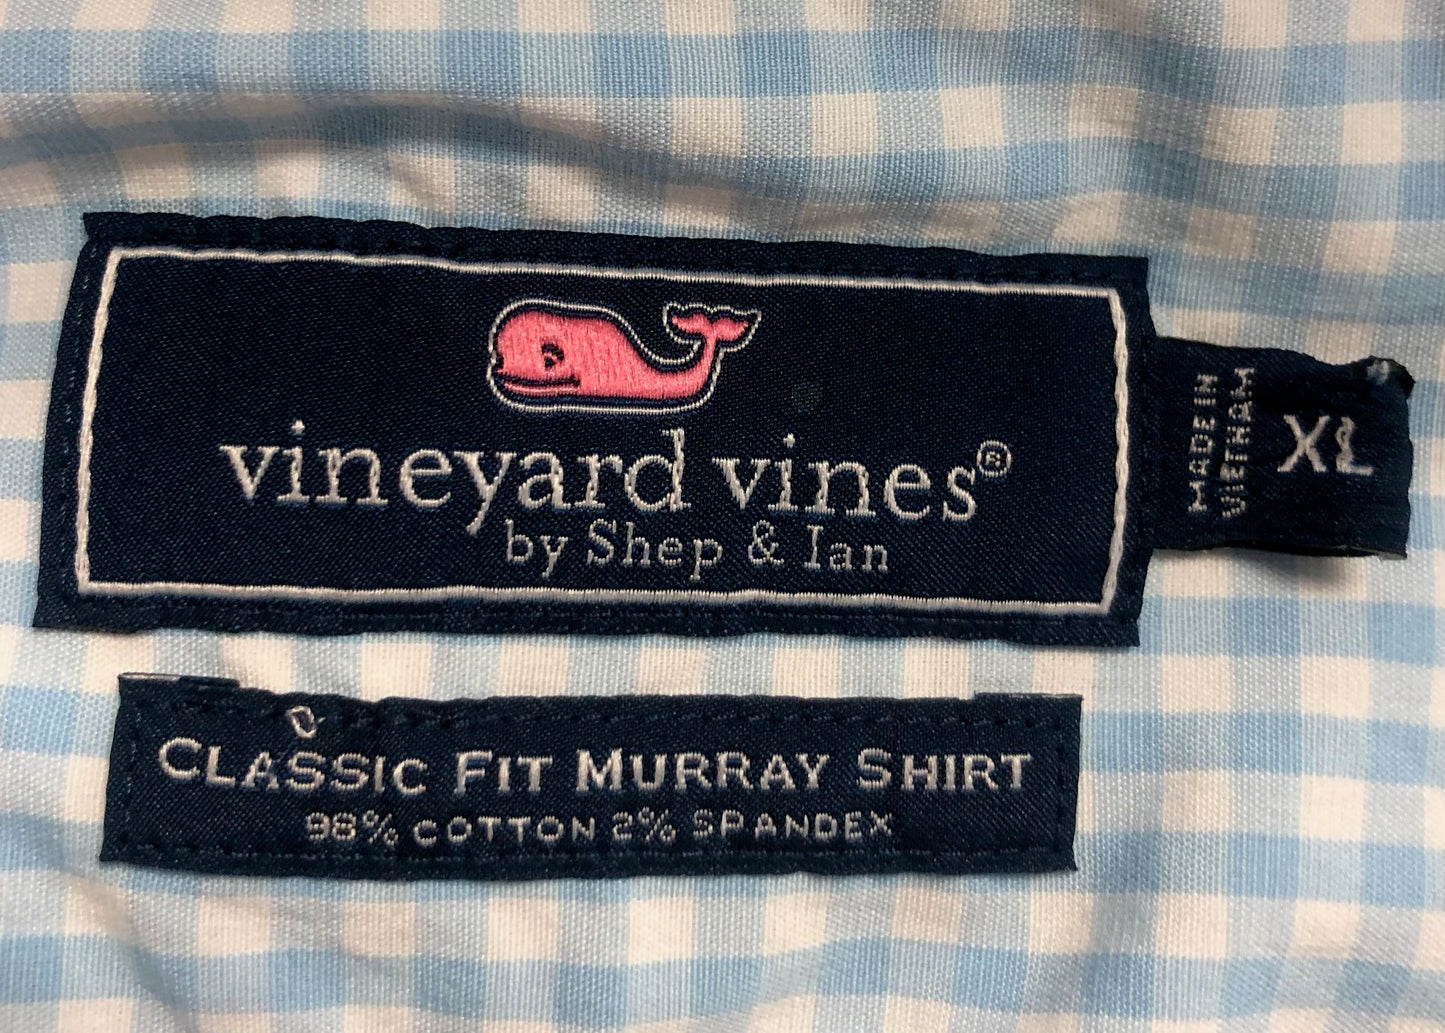 vineyard vines®
by Shep & Ian
MADE IN
VIETNAM
XL
CLASSIC FIT MURRAY SHIRT
98% COTTON 2% SPANDEX